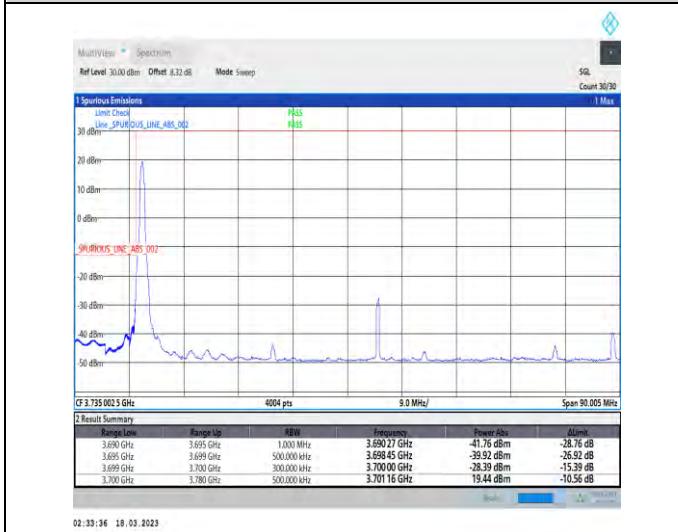 MultiView Spectrum
Ref Level 30.00 dBm Offset 8.32 dB Mode Sweep SGL
Count 30/30
1 Spurious Emissions 1 Max
Limit Check PASS
Line _SPURIOUS_LINE_ABS_002 PASS
30 dBm
20 dBm
10 dBm
0 dBm
_SPURIOUS_LINE_ABS_002
-20 dBm
-30 dBm
-40 dBm
-50 dBm
CF 3.735 002 5 GHz 4004 pts 9.0 MHz/ Span 90.005 MHz
2 Result Summary
Range Low Range Up RBW Frequency Power Abs ΔLimit
3.690 GHz 3.695 GHz 1.000 MHz 3.690 27 GHz -41.76 dBm -28.76 dB
3.695 GHz 3.699 GHz 500.000 kHz 3.698 45 GHz -39.92 dBm -26.92 dB
3.699 GHz 3.700 GHz 300.000 kHz 3.700 00 GHz -28.39 dBm -15.39 dB
3.700 GHz 3.780 GHz 500.000 kHz 3.701 16 GHz 19.44 dBm -10.56 dB
02:33:36 18.03.2023